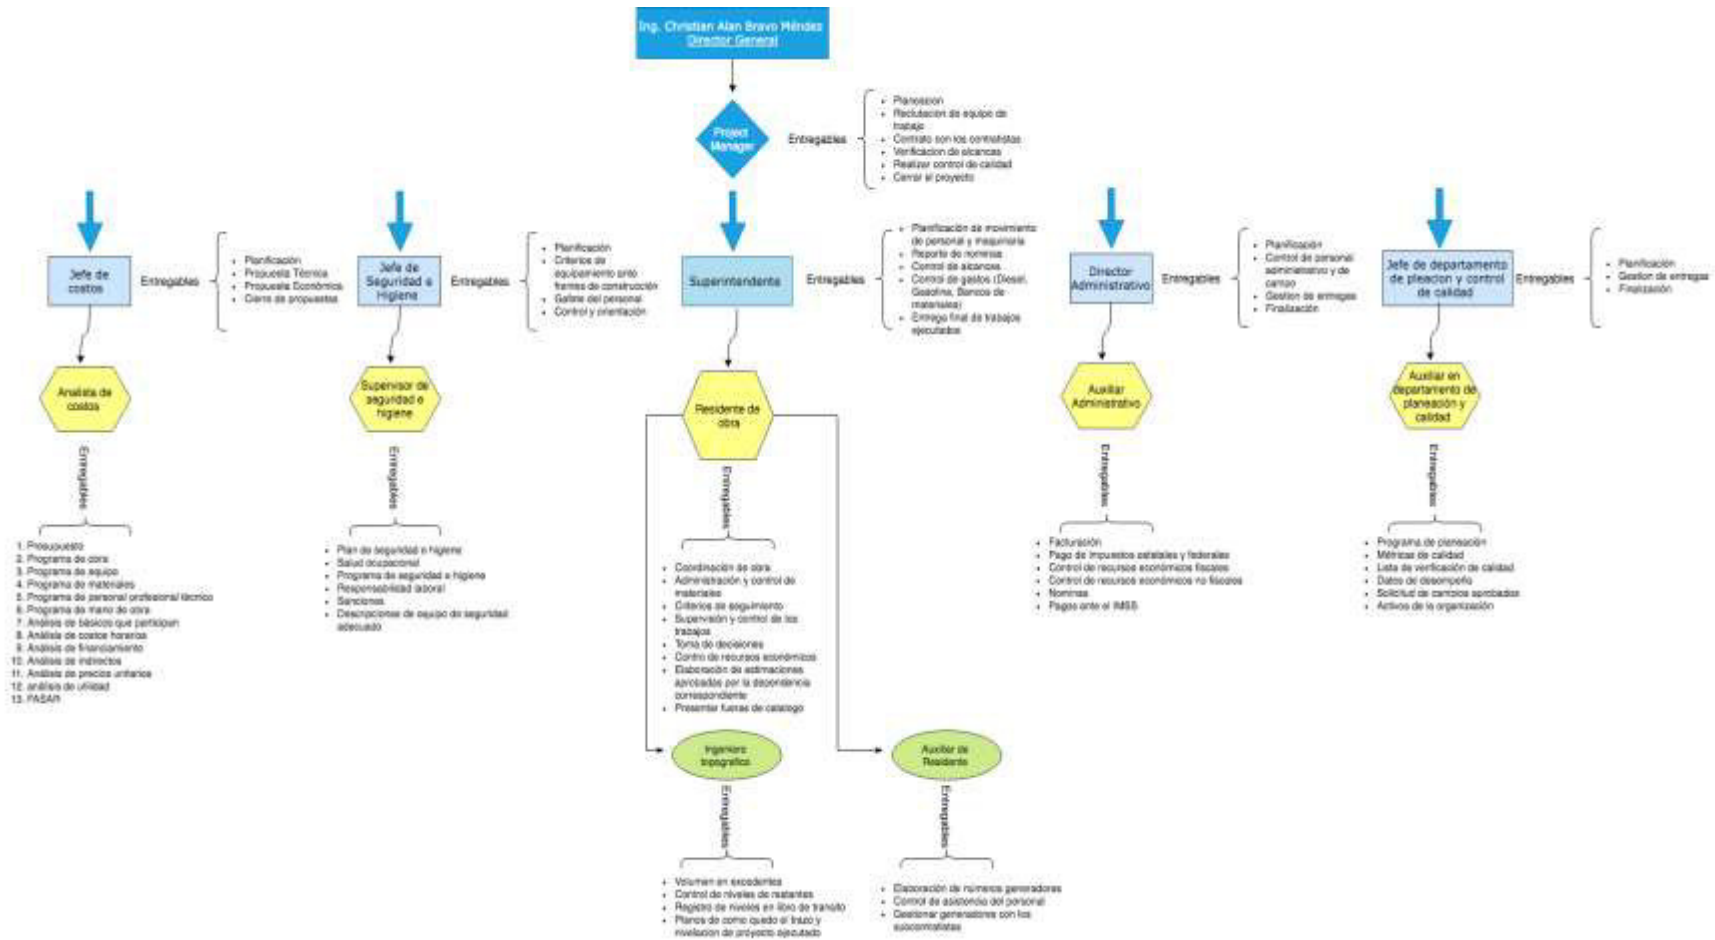 Ing. Christian Alan Bravo Méndez
Director General
Project
Manager
Entregables
• Planeacion
• Reclutación de equipo de
trabajo
• Contrato con los contratistas
• Verificacion de alcances
• Realizar control de calidad
• Cerrar el proyecto
Jefe de
costos
Entregables
• Planificación
• Propuesta Técnica
• Propuesta Económica
• Cierre de propuestas
Jefe de
Seguridad e
Higiene
Entregables
• Planificación
• Criterios de
equipamiento ante
frentes de construcción
• Gafete del personal
• Control y orientación
Superintendente
Entregables
• Planificación de movimiento
de personal y maquinaria
• Reporte de nominas
• Control de alcances
• Control de gastos (Diesel,
Gasolina, Bancos de
materiales)
• Entrega final de trabajos
ejecutados
Director
Administrativo
Entregables
• Planificación
• Control de personal
administrativo y de
campo
• Gestion de entregas
• Finalización
Jefe de departamento
de pleacion y control
de calidad
Entregables
• Planificación
• Gestion de entregas
• Finalización
Analista de
costos
Entregables
1. Presupuesto
2. Programa de obra
3. Programa de equipo
4. Programa de materiales
5. Programa de personal profesional técnico
6. Programa de mano de obra
7. Análisis de básicos que participan
8. Análisis de costos horarios
9. Análisis de financiamiento
10. Análisis de indirectos
11. Análisis de precios unitarios
12. análisis de utilidad
13. FASAR
Supervisor de
seguridad e
higiene
Entregables
• Plan de seguridad e higiene
• Salud ocupacional
• Programa de seguridad e higiene
• Responsabilidad laboral
• Sanciones
• Descripciones de equipo de seguridad
adecuado
Residente de
obra
Entregables
• Coordinación de obra
• Administración y control de
materiales
• Criterios de seguimiento
• Supervisión y control de los
trabajos
• Toma de decisiones
• Contro de recursos económicos
• Elaboración de estimaciones
aprobadas por la dependencia
correspondiente
• Presentar fueras de catalogo
Auxiliar
Administrativo
Entregables
• Facturación
• Pago de impuestos estatales y federales
• Control de recursos económicos fiscales
• Control de recursos económicos no fiscales
• Nominas
• Pagos ante el IMSS
Auxiliar en
departamento de
planeación y
calidad
Entregables
• Programa de planeación
• Métricas de calidad
• Lista de verificación de calidad
• Datos de desempeño
• Solicitud de cambios aprobados
• Activos de la organización
Ingeniero
topografico
Entregables
• Volumen en excedentes
• Control de niveles de restantes
• Registro de niveles en libro de transito
• Planos de como quedo el trazo y
nivelacion de proyecto ejecutado
Auxiliar de
Residente
Entregables
• Elaboración de números generadores
• Control de asistencia del personal
• Gestionar generadores con los
subcontratistas